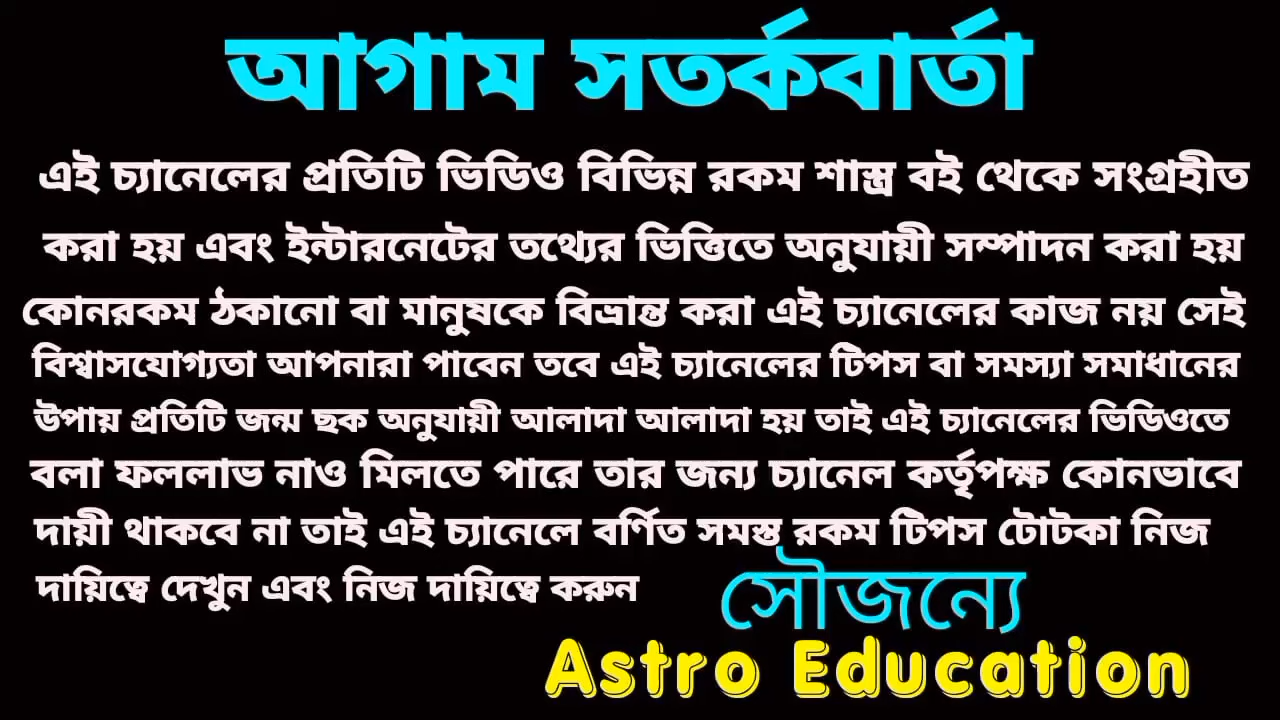 আগাম সতর্কবার্তা
এই চ্যানেলের প্রতিটি ভিডিও বিভিন্ন রকম শাস্ত্র বই থেকে সংগ্রহীত
করা হয় এবং ইন্টারনেটের তথ্যের ভিত্তিতে অনুযায়ী সম্পাদন করা হয়
কোনরকম ঠকানো বা মানুষকে বিভ্রান্ত করা এই চ্যানেলের কাজ নয় সেই
বিশ্বাসযোগ্যতা আপনারা পাবেন তবে এই চ্যানেলের টিপস বা সমস্যা সমাধানের
উপায় প্রতিটি জন্ম ছক অনুযায়ী আলাদা আলাদা হয় তাই এই চ্যানেলের ভিডিওতে
বলা ফললাভ নাও মিলতে পারে তার জন্য চ্যানেল কর্তৃপক্ষ কোনভাবে
দায়ী থাকবে না তাই এই চ্যানেলে বর্ণিত সমস্ত রকম টিপস টোটকা নিজ
দায়িত্বে দেখুন এবং নিজ দায়িত্বে করুন
সৌজন্যে
Astro Education